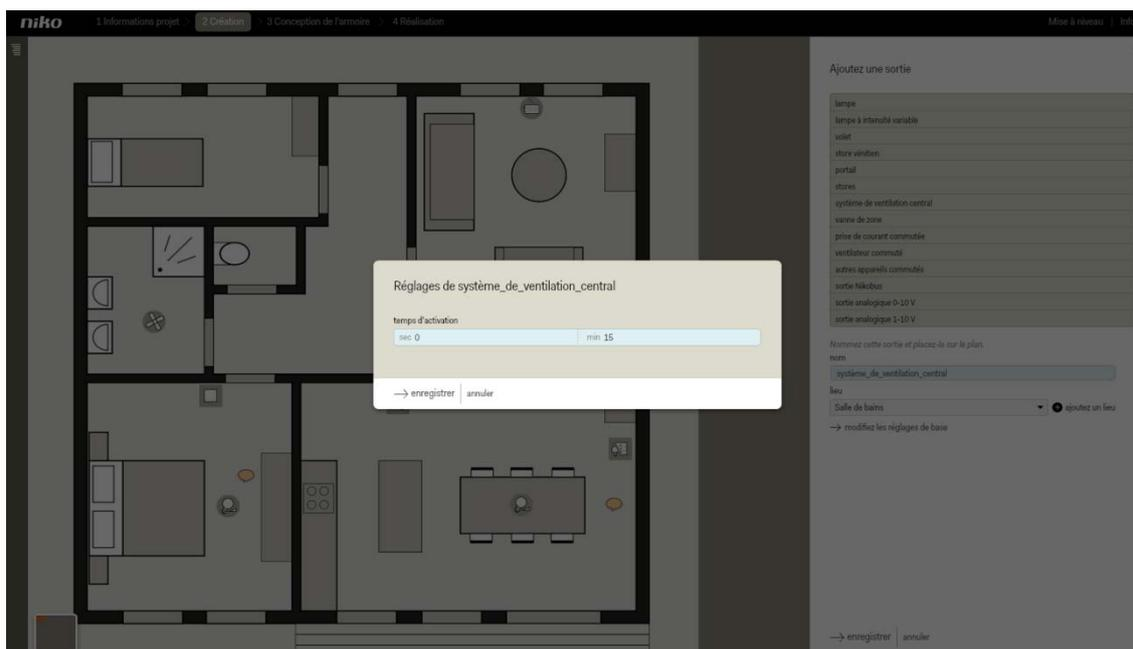 niko
1 Informations projet > 2 Création > 3 Conception de l'armoire > 4 Réalisation
Mise à niveau
Ajoutez une sortie
lampe
lampe à intensité variable
volet
store vénitien
portail
stores
système de ventilation central
vanne de zone
prise de courant commutée
ventilateur commuté
autres appareils commutés
sortie Nikobus
sortie analogique 0-10 V
sortie analogique 1-10 V
Nommez cette sortie et placez-la sur le plan.
nom
système_de_ventilation_central
lieu
Salle de bains
ajoutez un lieu
→ modifiez les réglages de base
→ enregistrer | annuler
Réglages de système_de_ventilation_central
temps d'activation
sec 0 min 15
→ enregistrer | annuler